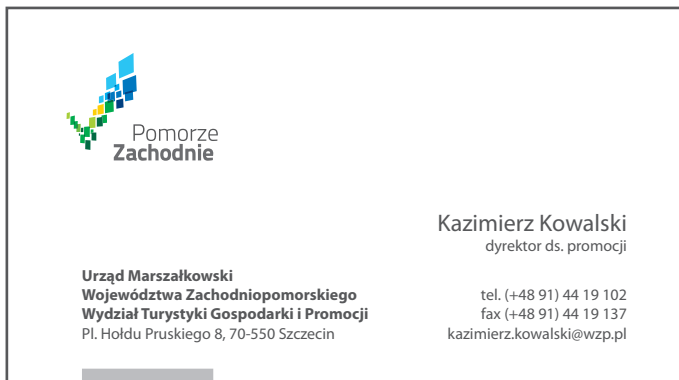 Pomorze
Zachodnie
Kazimierz Kowalski
dyrektor ds. promocji
Urząd Marszałkowski
Województwa Zachodniopomorskiego
Wydział Turystyki Gospodarki i Promocji
Pl. Hołdu Pruskiego 8, 70-550 Szczecin
tel. (+48 91) 44 19 102
fax (+48 91) 44 19 137
kazimierz.kowalski@wzp.pl